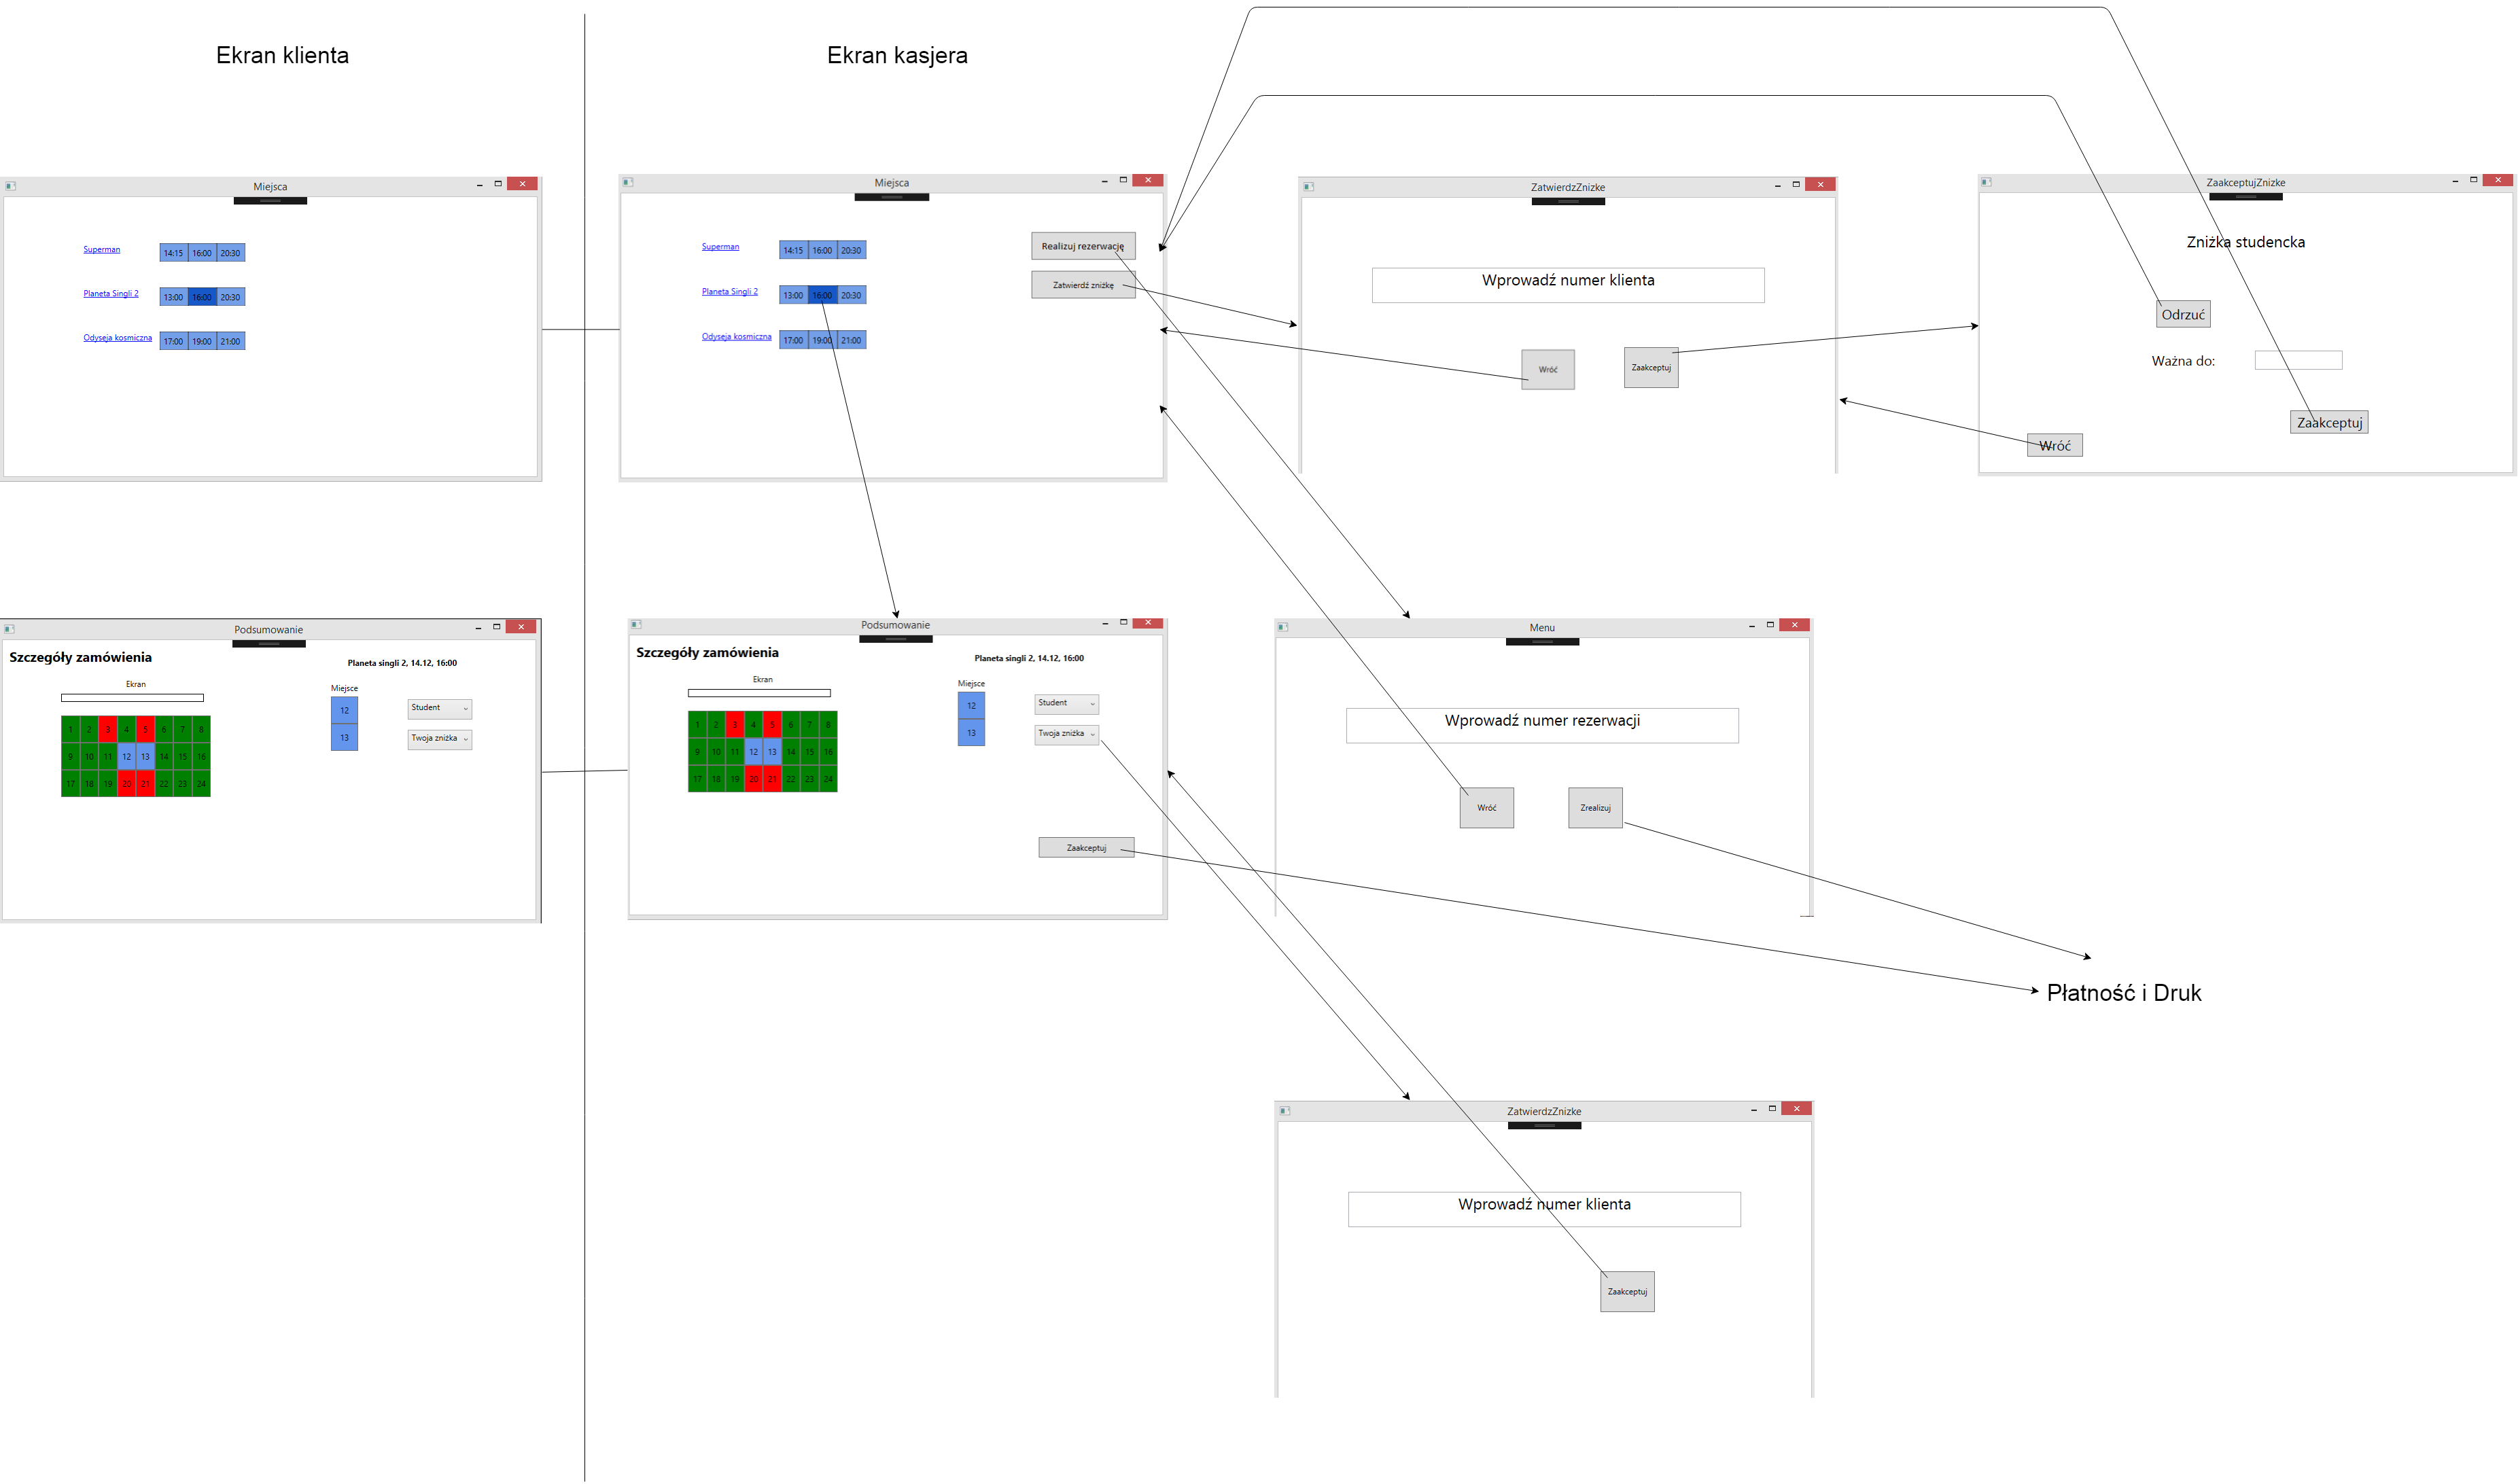 Ekran klienta
Ekran kasjera
Miejsca
Superman
14:15 16:00 20:30
Planeta Singli 2
13:00 16:00 20:30
Odyseja kosmiczna
17:00 19:00 21:00
Miejsca
Superman
14:15 16:00 20:30
Planeta Singli 2
13:00 16:00 20:30
Odyseja kosmiczna
17:00 19:00 21:00
Realizuj rezerwację
Zatwierdź zniżkę
ZatwierdzZnizke
Wprowadź numer klienta
Wróć
Zaakceptuj
ZaakceptujZnizke
Zniżka studencka
Odrzuć
Ważna do:
Zaakceptuj
Wróć
Podsumowanie
Szczegóły zamówienia
Planeta singli 2, 14.12, 16:00
Ekran
Miejsce
1 2 3 4 5 6 7 8
9 10 11 12 13 14 15 16
17 18 19 20 21 22 23 24
12
13
Student
Twoja zniżka
Podsumowanie
Szczegóły zamówienia
Planeta singli 2, 14.12, 16:00
Ekran
Miejsce
1 2 3 4 5 6 7 8
9 10 11 12 13 14 15 16
17 18 19 20 21 22 23 24
12
13
Student
Twoja zniżka
Zaakceptuj
Menu
Wprowadź numer rezerwacji
Wróć
Zrealizuj
Płatność i Druk
ZatwierdzZnizke
Wprowadź numer klienta
Zaakceptuj